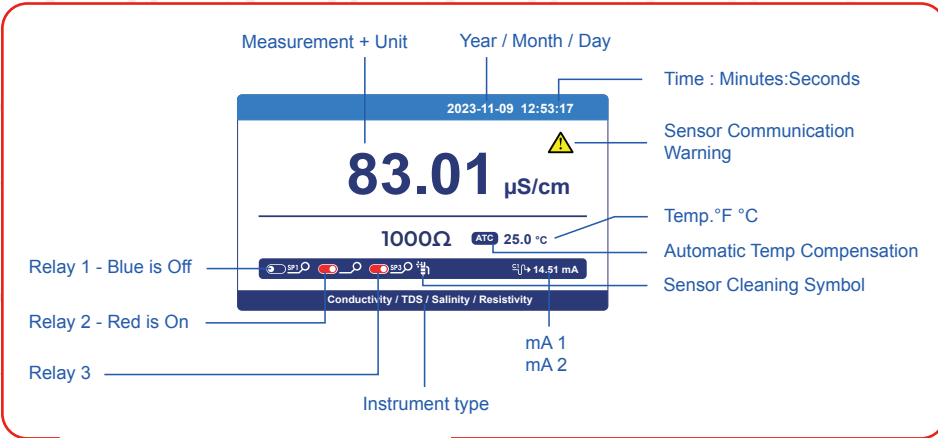 Measurement + Unit
Year / Month / Day
Time : Minutes:Seconds
2023-11-09 12:53:17
Sensor Communication
Warning
83.01 µS/cm
Temp.°F °C
1000Ω ATC 25.0 °C
Automatic Temp Compensation
Relay 1 - Blue is Off
SP1 SP3 14.51 mA
Sensor Cleaning Symbol
Conductivity / TDS / Salinity / Resistivity
Relay 2 - Red is On
mA 1
mA 2
Relay 3
Instrument type